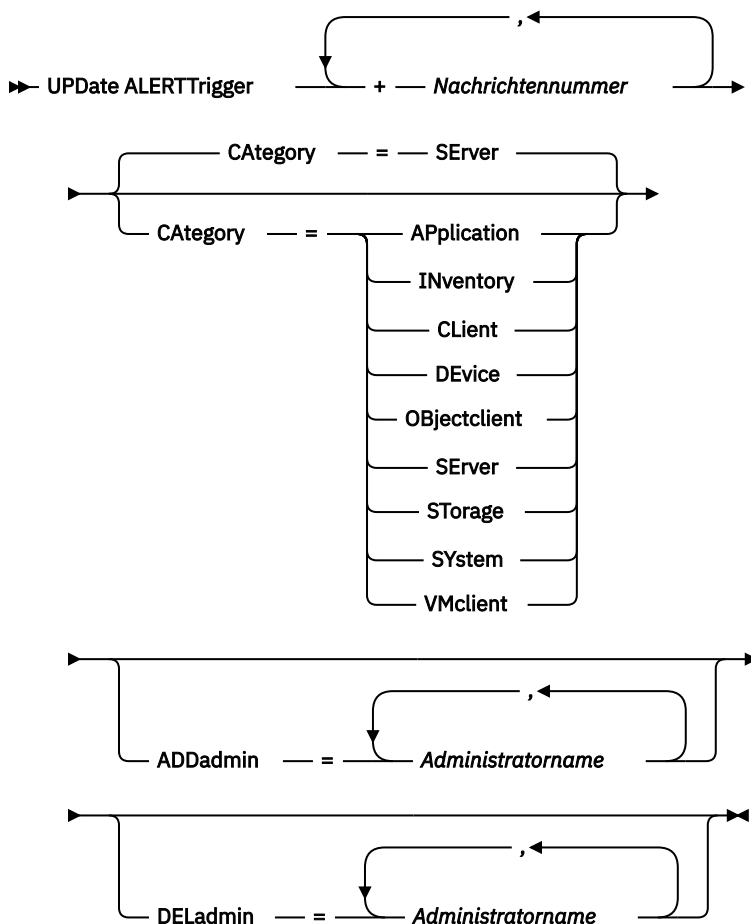 ,
UPDate ALERTTrigger + Nachrichtennummer
CAtegory = SErver
CAtegory = APplication
INventory
CLient
DEvice
OBjectclient
SErver
STorage
SYstem
VMclient
,
ADDadmin = Administratorname
,
DELadmin = Administratorname